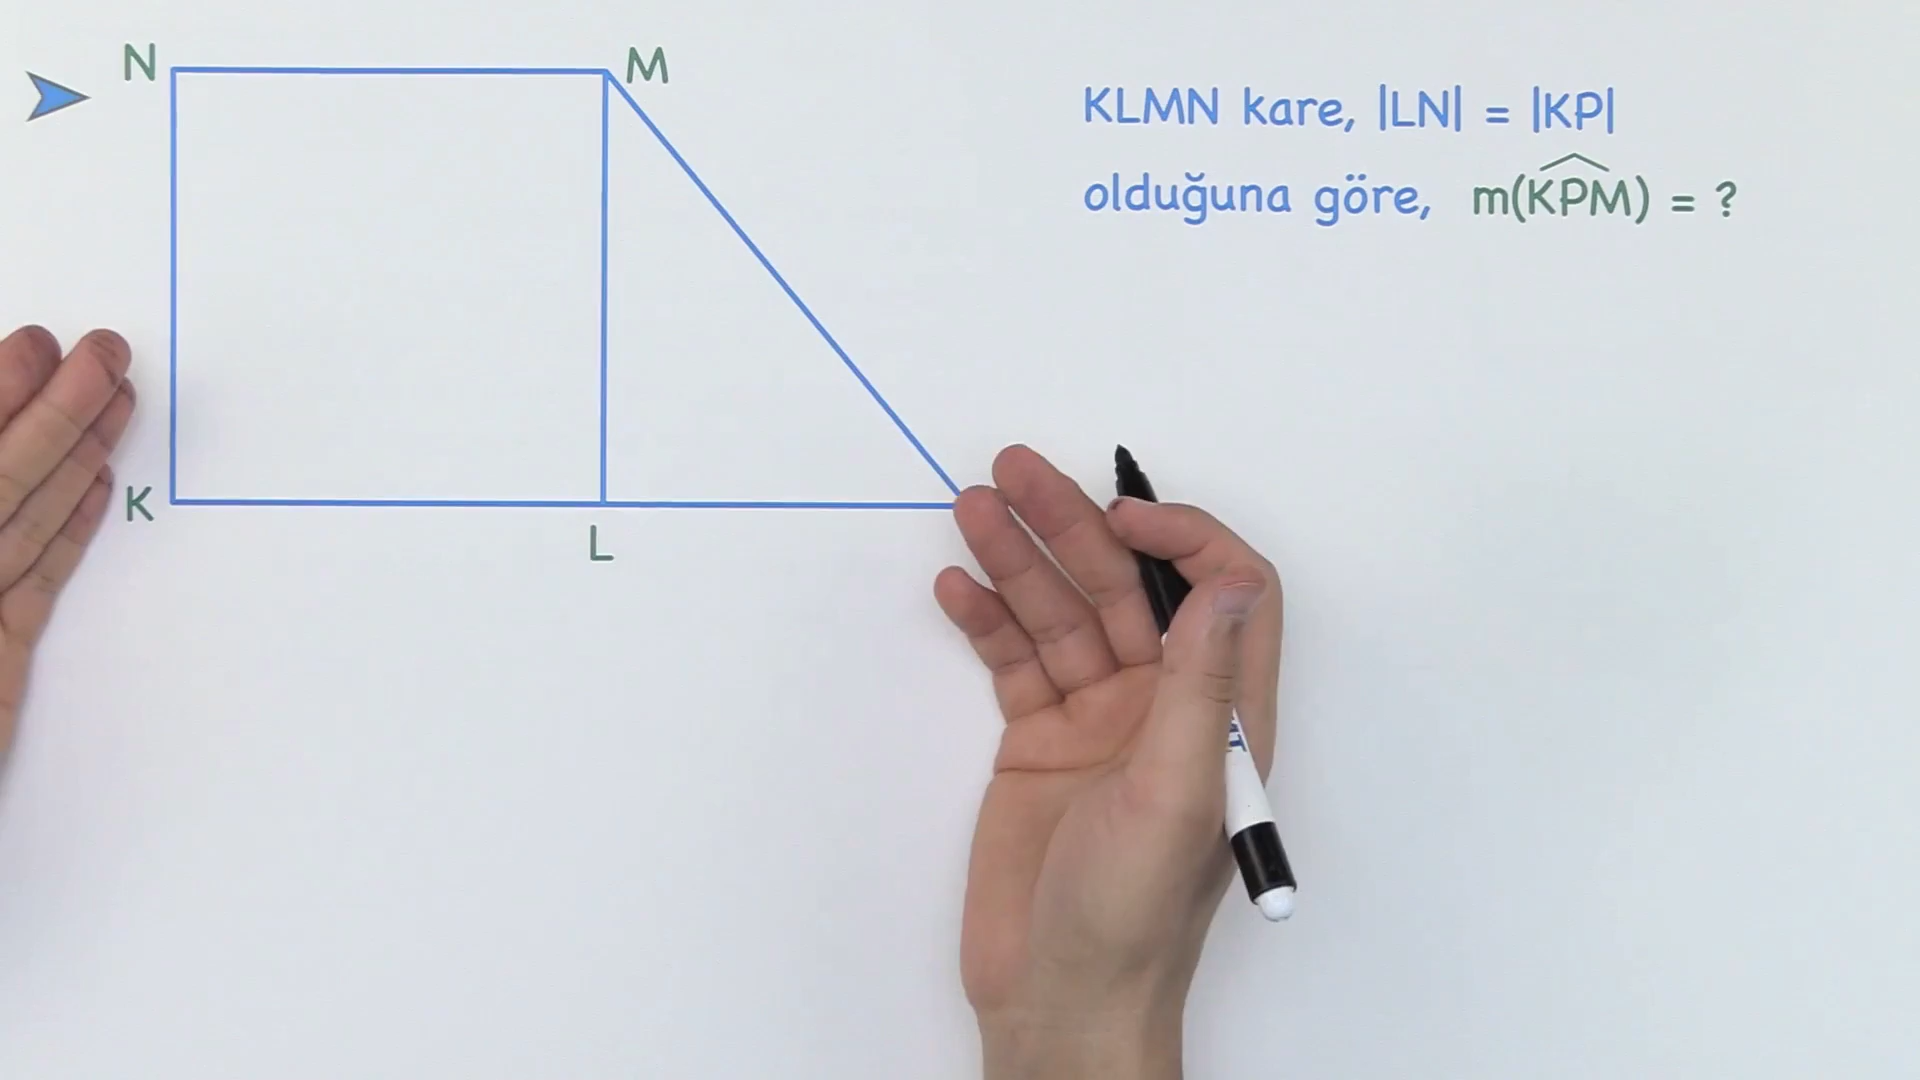 N
M
KLMN kare, |LN| = |KP|
olduğuna göre, m(KPM) = ?
K
L